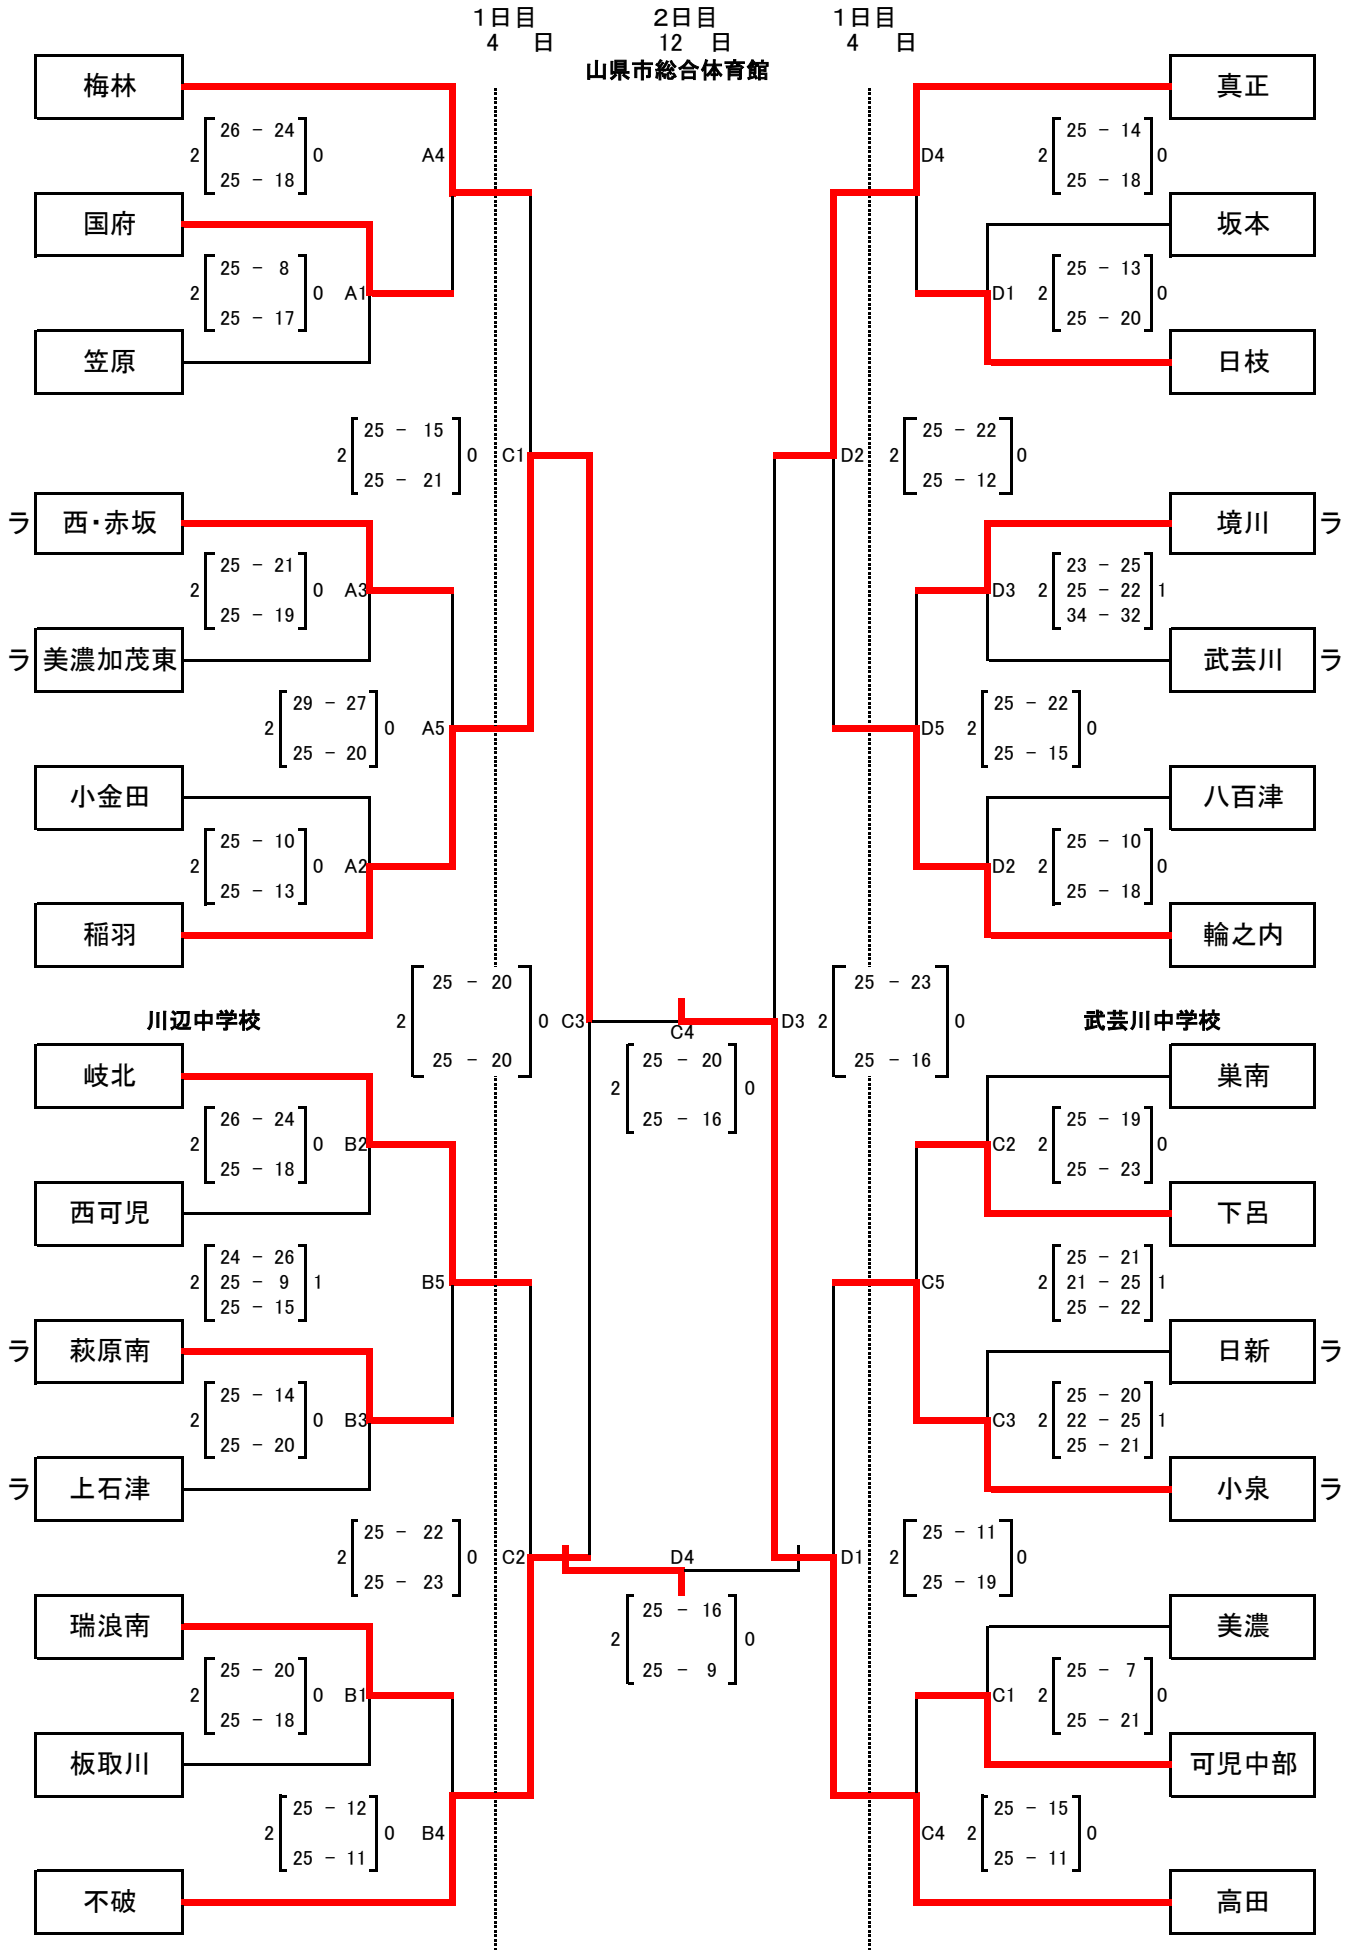 1日目 2日目 1日目
4 日 12 日 4 日
山県市総合体育館
梅林 真正
26 - 24 25 - 14
2 0 A4 D4 2 0
25 - 18 25 - 18
国府 坂本
25 - 8 25 - 13
2 0 A1 D1 2 0
25 - 17 25 - 20
笠原 日枝
25 - 15 25 - 22
2 0 C1 D2 2 0
25 - 21 25 - 12
ラ 西・赤坂 境川 ラ
25 - 21 23 - 25
2 0 A3 D3 2 25 - 22 1
25 - 19 34 - 32
ラ 美濃加茂東 武芸川 ラ
29 - 27 25 - 22
2 0 A5 D5 2 0
25 - 20 25 - 15
小金田 八百津
25 - 10 25 - 10
2 0 A2 D2 2 0
25 - 13 25 - 18
稲羽 輪之内
25 - 20 25 - 23
川辺中学校 2 0 C3 D3 2 0 武芸川中学校
C4
25 - 20 25 - 20 25 - 16
岐北 巣南
2 0
25 - 16
26 - 24 25 - 19
2 0 B2 C2 2 0
25 - 18 25 - 23
西可児 下呂
24 - 26 25 - 21
2 25 - 9 1 B5 C5 2 21 - 25 1
25 - 15 25 - 22
ラ 萩原南 日新 ラ
25 - 14 25 - 20
2 0 B3 C3 2 22 - 25 1
25 - 20 25 - 21
ラ 上石津 小泉 ラ
25 - 22 25 - 11
2 0 C2 D4 D1 2 0
25 - 23 25 - 19
25 - 16
瑞浪南 2 0 美濃
25 - 9
25 - 20 25 - 7
2 0 B1 C1 2 0
25 - 18 25 - 21
板取川 可児中部
25 - 12 25 - 15
2 0 B4 C4 2 0
25 - 11 25 - 11
不破 高田